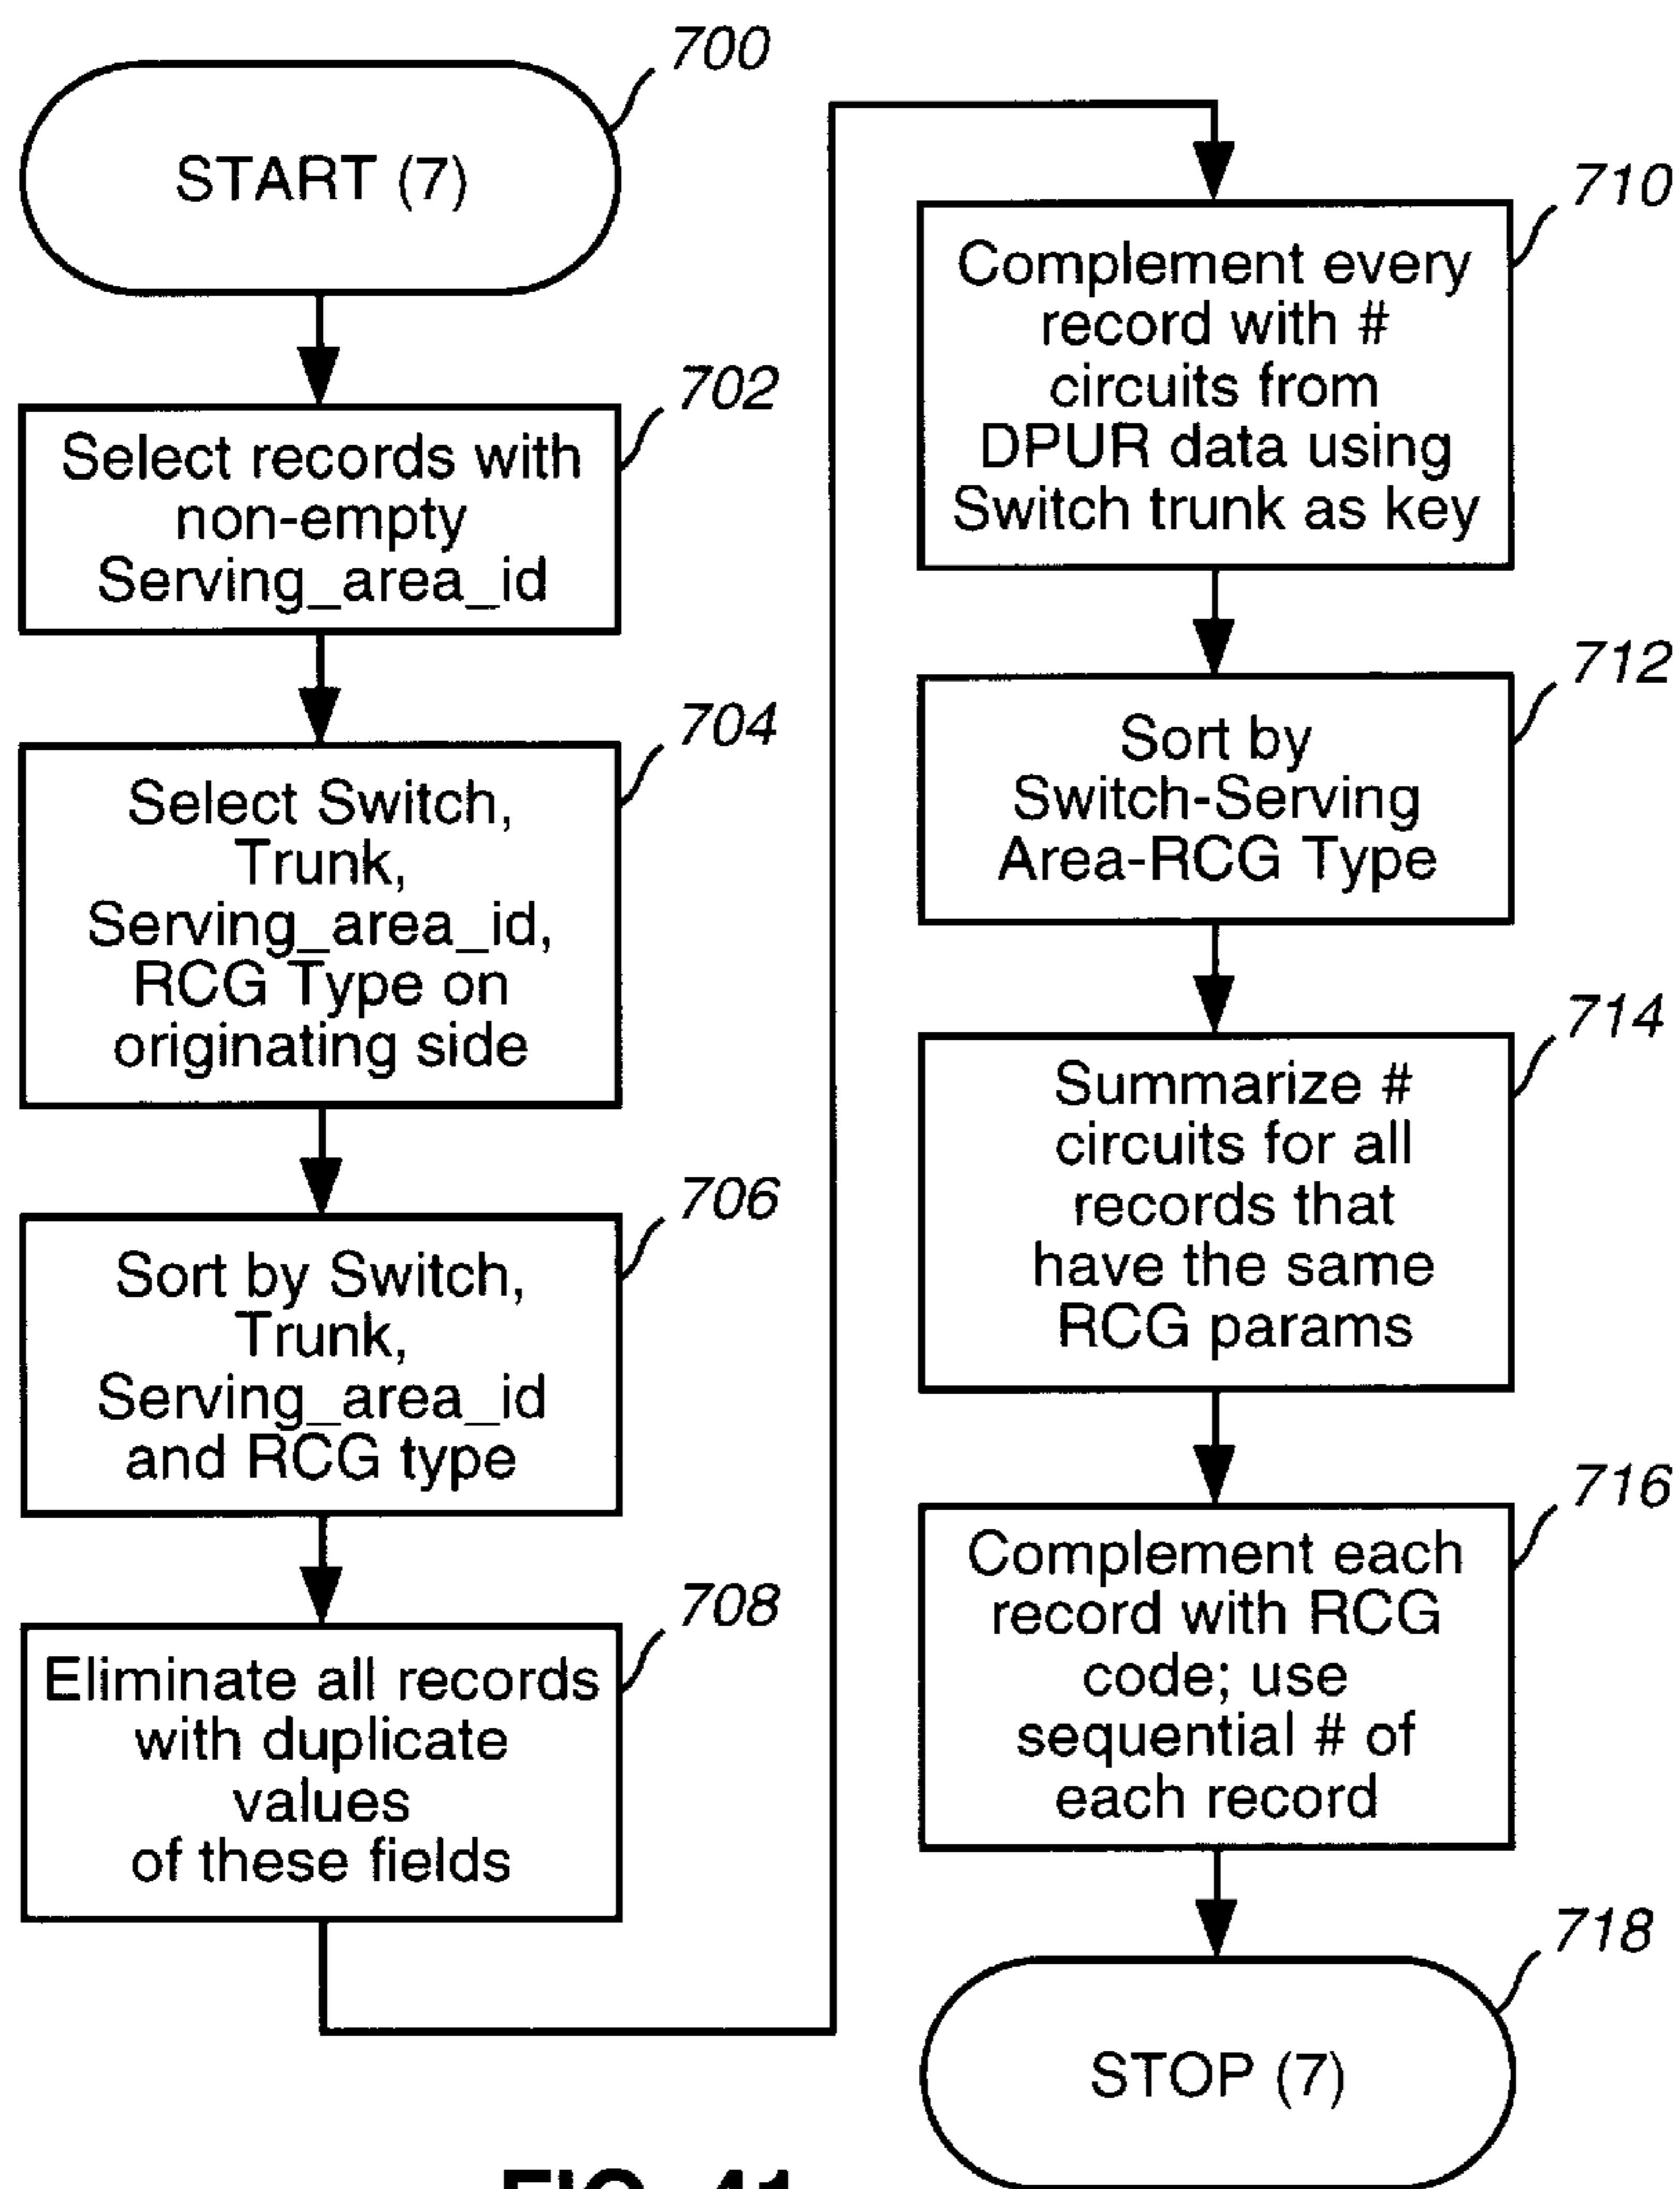 700
START (7)
702
Select records with
non-empty
Serving_area_id
704
Select Switch,
Trunk,
Serving_area_id,
RCG Type on
originating side
706
Sort by Switch,
Trunk,
Serving_area_id
and RCG type
708
Eliminate all records
with duplicate
values
of these fields
710
Complement every
record with #
circuits from
DPUR data using
Switch trunk as key
712
Sort by
Switch-Serving
Area-RCG Type
714
Summarize #
circuits for all
records that
have the same
RCG params
716
Complement each
record with RCG
code; use
sequential # of
each record
718
STOP (7)
FIG. 41